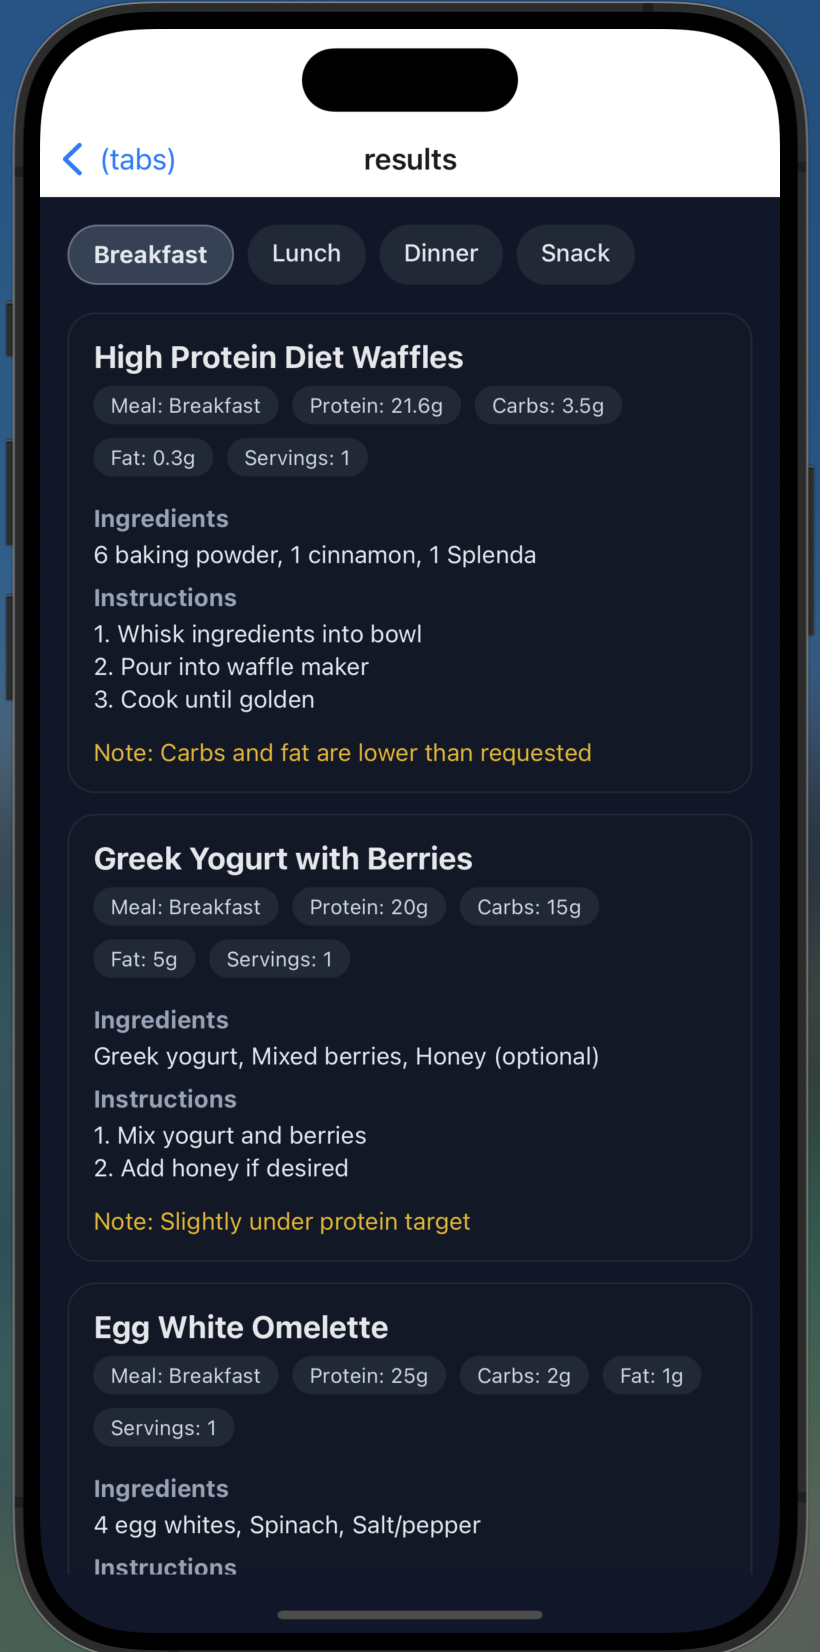 (tabs) results
Breakfast Lunch Dinner Snack
High Protein Diet Waffles
Meal: Breakfast Protein: 21.6g Carbs: 3.5g
Fat: 0.3g Servings: 1
Ingredients
6 baking powder, 1 cinnamon, 1 Splenda
Instructions
1. Whisk ingredients into bowl
2. Pour into waffle maker
3. Cook until golden
Note: Carbs and fat are lower than requested
Greek Yogurt with Berries
Meal: Breakfast Protein: 20g Carbs: 15g
Fat: 5g Servings: 1
Ingredients
Greek yogurt, Mixed berries, Honey (optional)
Instructions
1. Mix yogurt and berries
2. Add honey if desired
Note: Slightly under protein target
Egg White Omelette
Meal: Breakfast Protein: 25g Carbs: 2g Fat: 1g
Servings: 1
Ingredients
4 egg whites, Spinach, Salt/pepper
Instructions